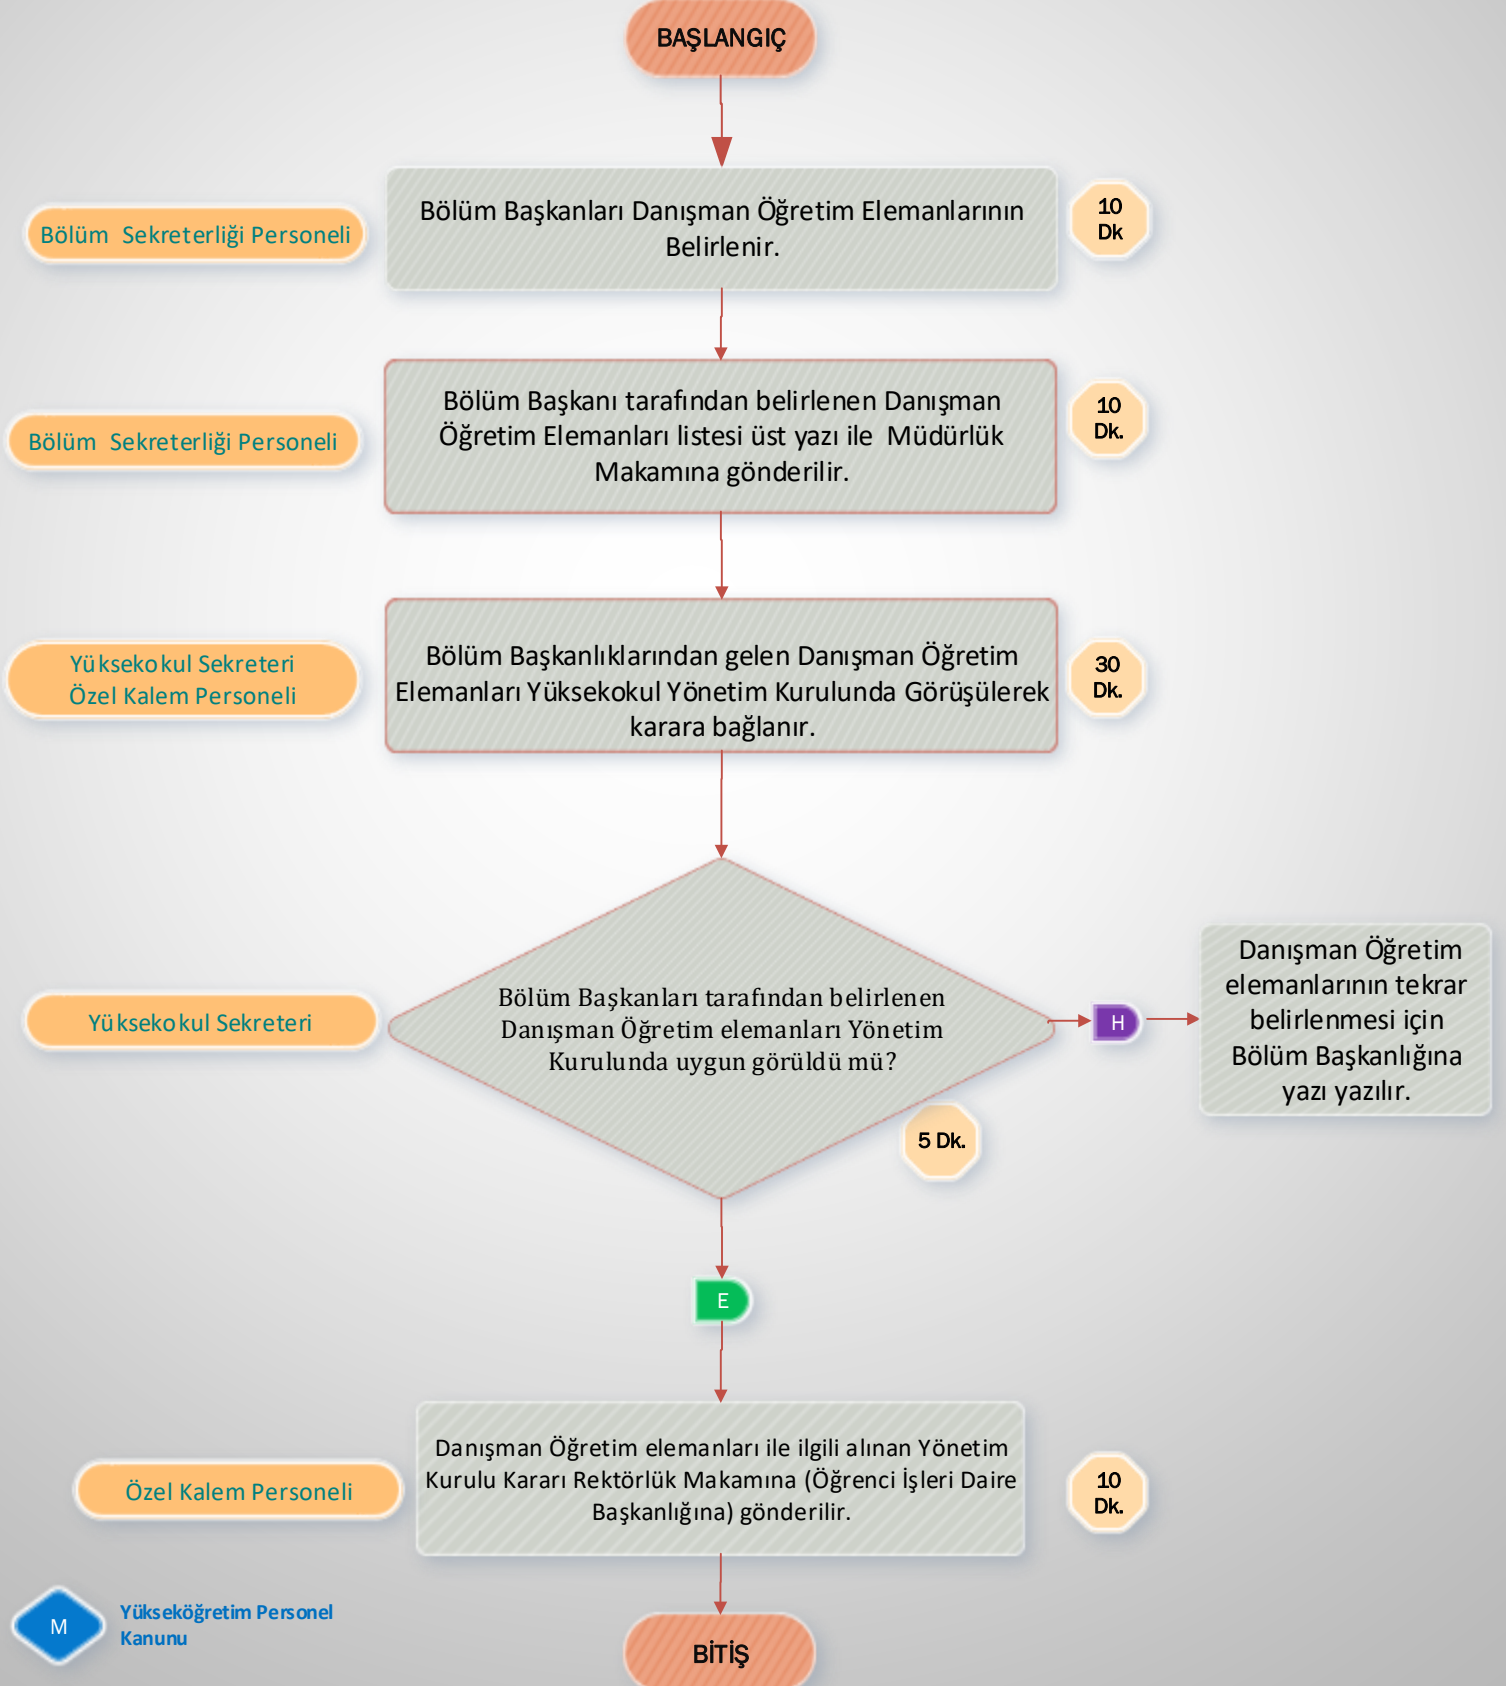 BAŞLANGIÇ
Bölüm Sekreterliği Personeli
Bölüm Başkanları Danışman Öğretim Elemanlarının
Belirlenir.
10
Dk
Bölüm Sekreterliği Personeli
Bölüm Başkanı tarafından belirlenen Danışman
Öğretim Elemanları listesi üst yazı ile Müdürlük
Makamına gönderilir.
10
Dk.
Yüksekokul Sekreteri
Özel Kalem Personeli
Bölüm Başkanlıklarından gelen Danışman Öğretim
Elemanları Yüksekokul Yönetim Kurulunda Görüşülerek
karara bağlanır.
30
Dk.
Yüksekokul Sekreteri
Bölüm Başkanları tarafından belirlenen
Danışman Öğretim elemanları Yönetim
Kurulunda uygun görüldü mü?
5 Dk.
H
Danışman Öğretim
elemanlarının tekrar
belirlenmesi için
Bölüm Başkanlığına
yazı yazılır.
E
Özel Kalem Personeli
Danışman Öğretim elemanları ile ilgili alınan Yönetim
Kurulu Kararı Rektörlük Makamına (Öğrenci İşleri Daire
Başkanlığına) gönderilir.
10
Dk.
M
Yükseköğretim Personel
Kanunu
BİTİŞ